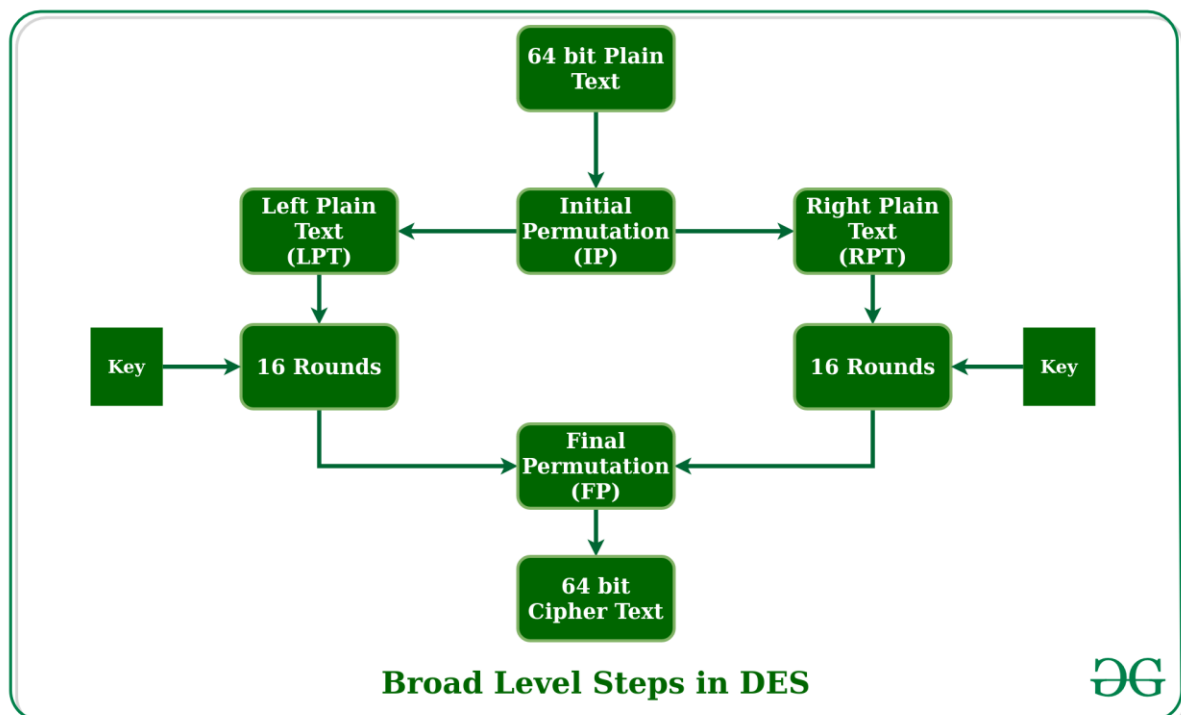 64 bit Plain
Text
Left Plain
Text
(LPT)
Initial
Permutation
(IP)
Right Plain
Text
(RPT)
Key
16 Rounds
16 Rounds
Key
Final
Permutation
(FP)
64 bit
Cipher Text
Broad Level Steps in DES